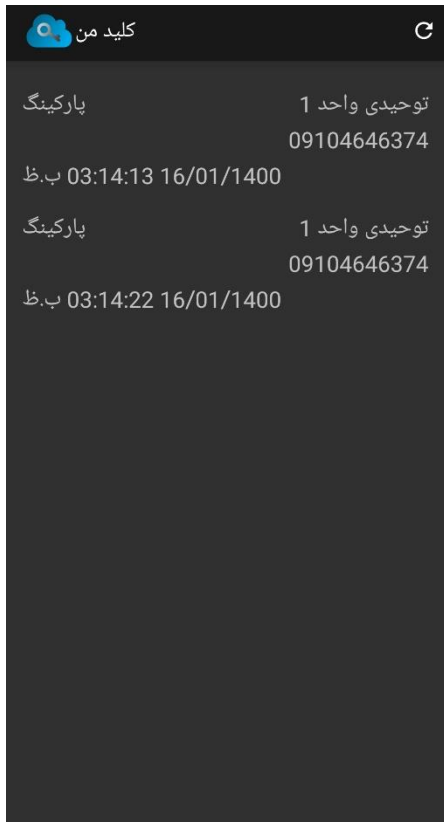 کلید من
توحیدی واحد 1 پارکینگ
09104646374
03:14:13 16/01/1400 ب.ظ
توحیدی واحد 1 پارکینگ
09104646374
03:14:22 16/01/1400 ب.ظ